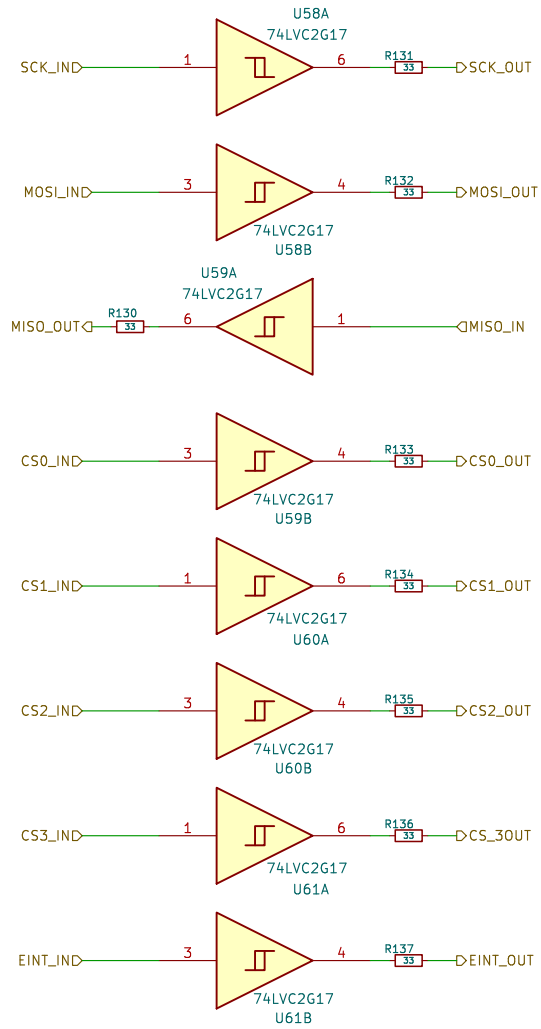 U58A
74LVC2G17
SCK_IN 1 6 R131 33 SCK_OUT
MOSI_IN 3 4 R132 33 MOSI_OUT
74LVC2G17
U58B
U59A
74LVC2G17
MISO_OUT R130 33 6 1 MISO_IN
CS0_IN 3 4 R133 33 CS0_OUT
74LVC2G17
U59B
CS1_IN 1 6 R134 33 CS1_OUT
74LVC2G17
U60A
CS2_IN 3 4 R135 33 CS2_OUT
74LVC2G17
U60B
CS3_IN 1 6 R136 33 CS_3OUT
74LVC2G17
U61A
EINT_IN 3 4 R137 33 EINT_OUT
74LVC2G17
U61B